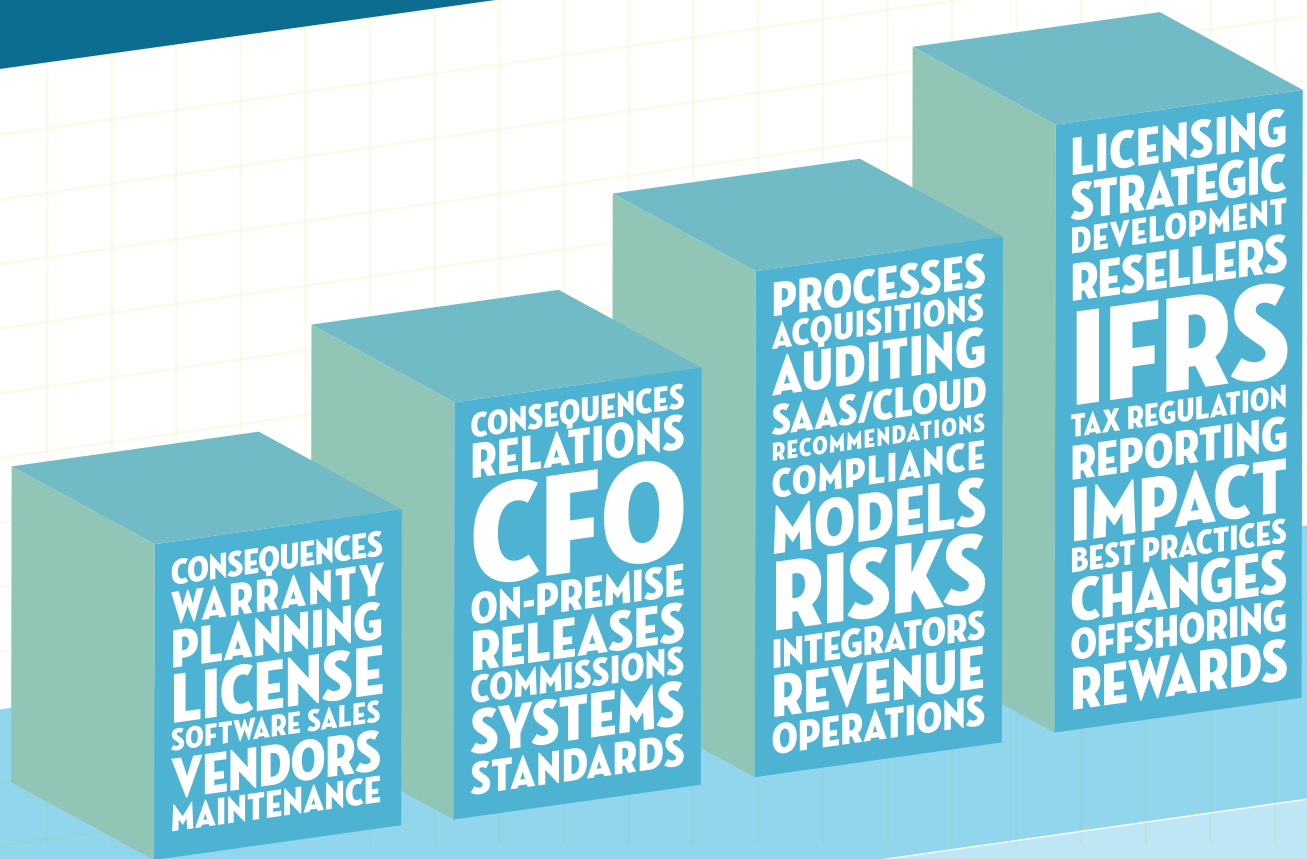 CONSEQUENCES
WARRANTY
PLANNING
LICENSE
SOFTWARE SALES
VENDORS
MAINTENANCE
CONSEQUENCES
RELATIONS
CFO
ON-PREMISE
RELEASES
COMMISSIONS
SYSTEMS
STANDARDS
PROCESSES
ACQUISITIONS
AUDITING
SAAS/CLOUD
RECOMMENDATIONS
COMPLIANCE
MODELS
RISKS
INTEGRATORS
REVENUE
OPERATIONS
LICENSING
STRATEGIC
DEVELOPMENT
RESELLERS
IFRS
TAX REGULATION
REPORTING
IMPACT
BEST PRACTICES
CHANGES
OFFSHORING
REWARDS